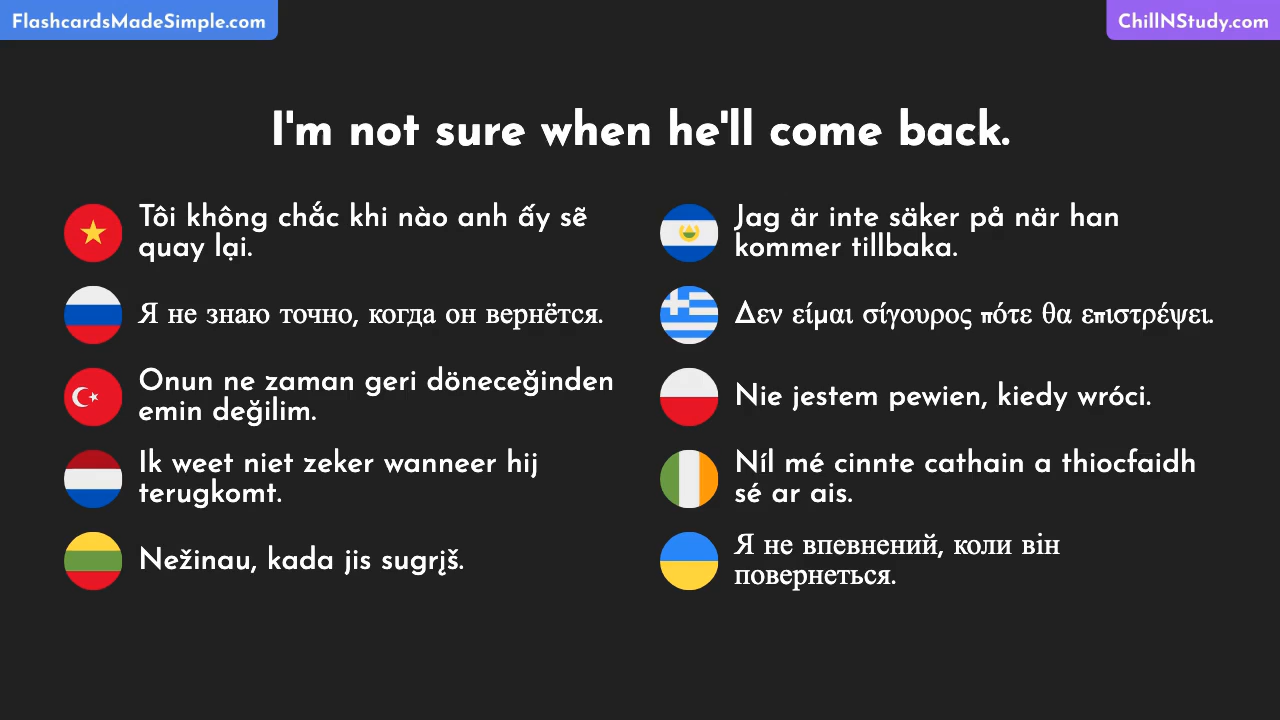 FlashcardsMadeSimple.com
ChillNStudy.com
I'm not sure when he'll come back.
Tôi không chắc khi nào anh ấy sẽ
quay lại.
Я не знаю точно, когда он вернётся.
Onun ne zaman geri döneceğinden
emin değilim.
Ik weet niet zeker wanneer hij
terugkomt.
Nežinau, kada jis sugrįš.
Jag är inte säker på när han
kommer tillbaka.
Δεν είμαι σίγουρος πότε θα επιστρέψει.
Nie jestem pewien, kiedy wróci.
Níl mé cinnte cathain a thiocfaidh
sé ar ais.
Я не впевнений, коли він
повернеться.